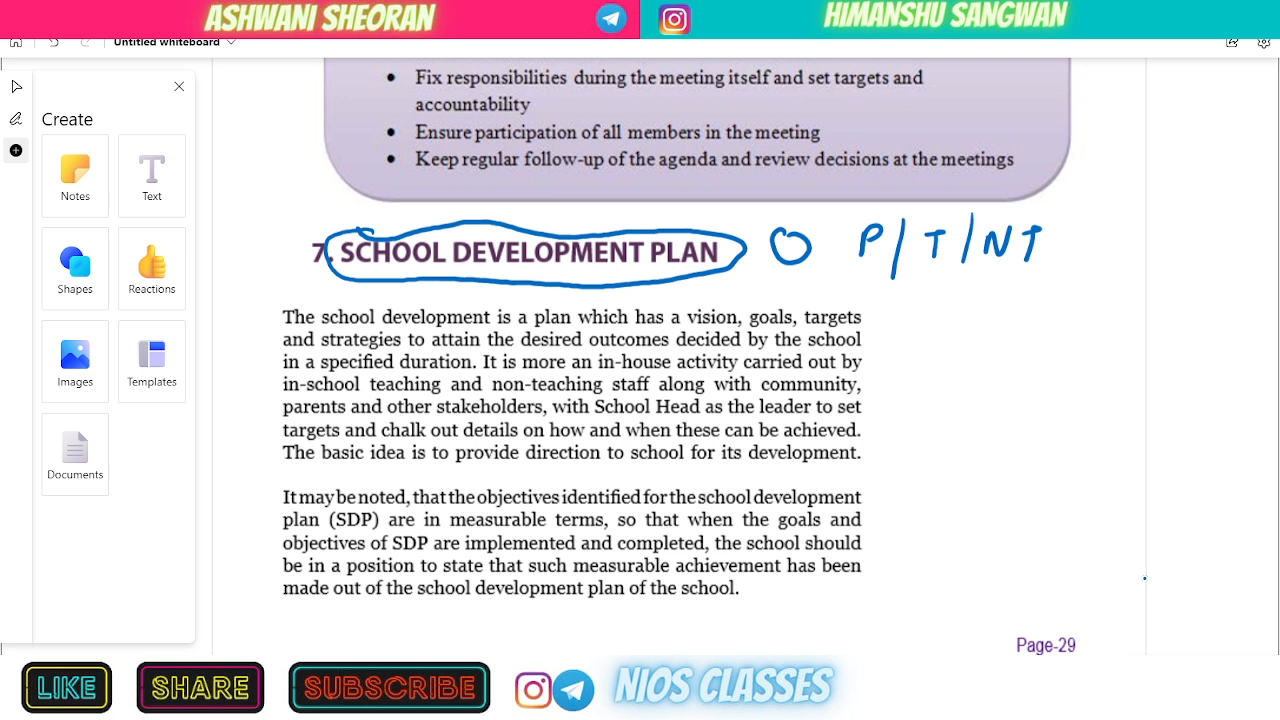 ASHWANI SHEORAN
HIMANSHU SANGWAN
Untitled whiteboard
Create
Notes
Text
Shapes
Reactions
Images
Templates
Documents
• Fix responsibilities during the meeting itself and set targets and
accountability
• Ensure participation of all members in the meeting
• Keep regular follow-up of the agenda and review decisions at the meetings
7. SCHOOL DEVELOPMENT PLAN
O P/T/NT
The school development is a plan which has a vision, goals, targets
and strategies to attain the desired outcomes decided by the school
in a specified duration. It is more an in-house activity carried out by
in-school teaching and non-teaching staff along with community,
parents and other stakeholders, with School Head as the leader to set
targets and chalk out details on how and when these can be achieved.
The basic idea is to provide direction to school for its development.
It may be noted, that the objectives identified for the school development
plan (SDP) are in measurable terms, so that when the goals and
objectives of SDP are implemented and completed, the school should
be in a position to state that such measurable achievement has been
made out of the school development plan of the school.
Page-29
LIKE
SHARE
SUBSCRIBE
NIOS CLASSES